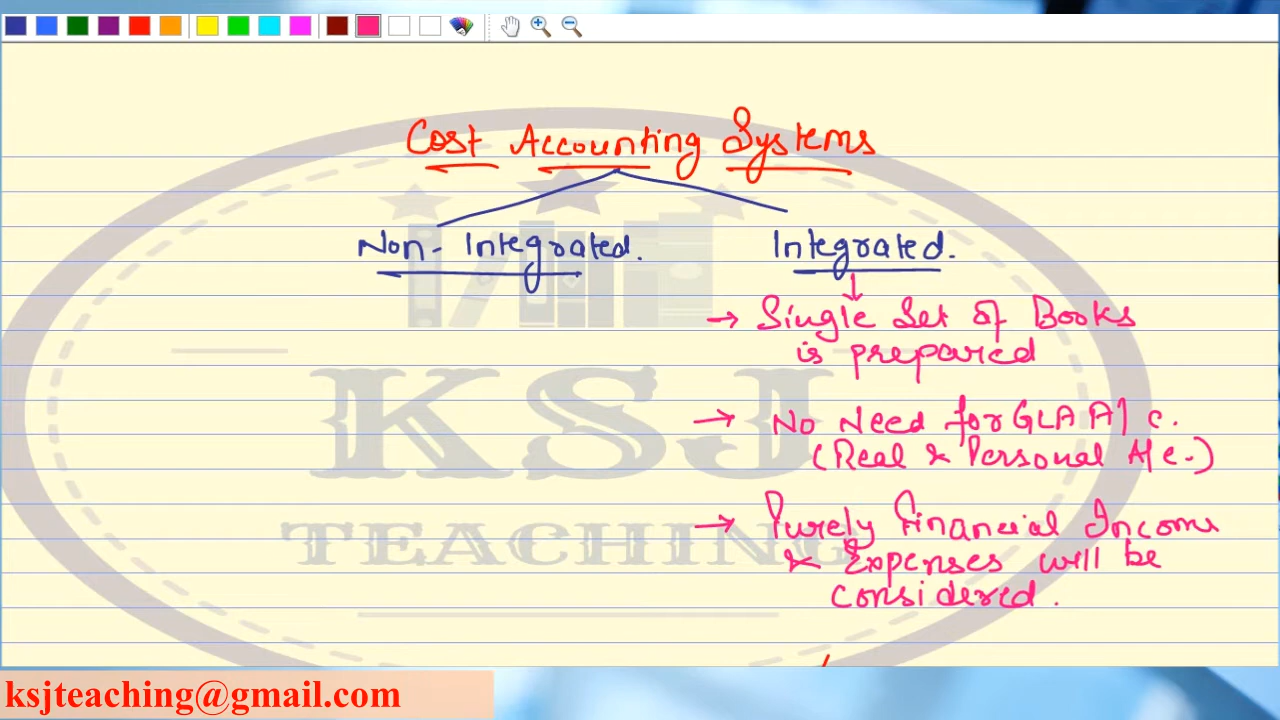 Cost Accounting Systems
Non-Integrated.
Integrated.
→ Single Set of Books
is prepared
→ No Need for GLA A/c.
(Real & Personal A/c.)
→ Purely Financial Income
& Expenses will be
considered.
KSJ
TEACHING
ksjteaching@gmail.com